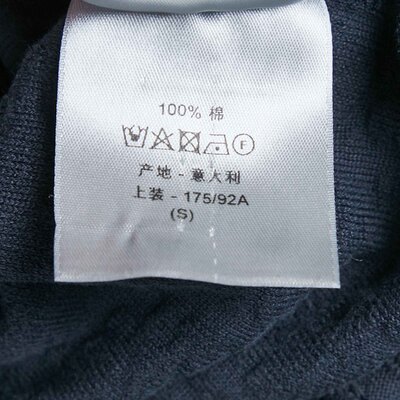 100% 棉
F
产地 - 意大利
上装 - 175/92A
(S)